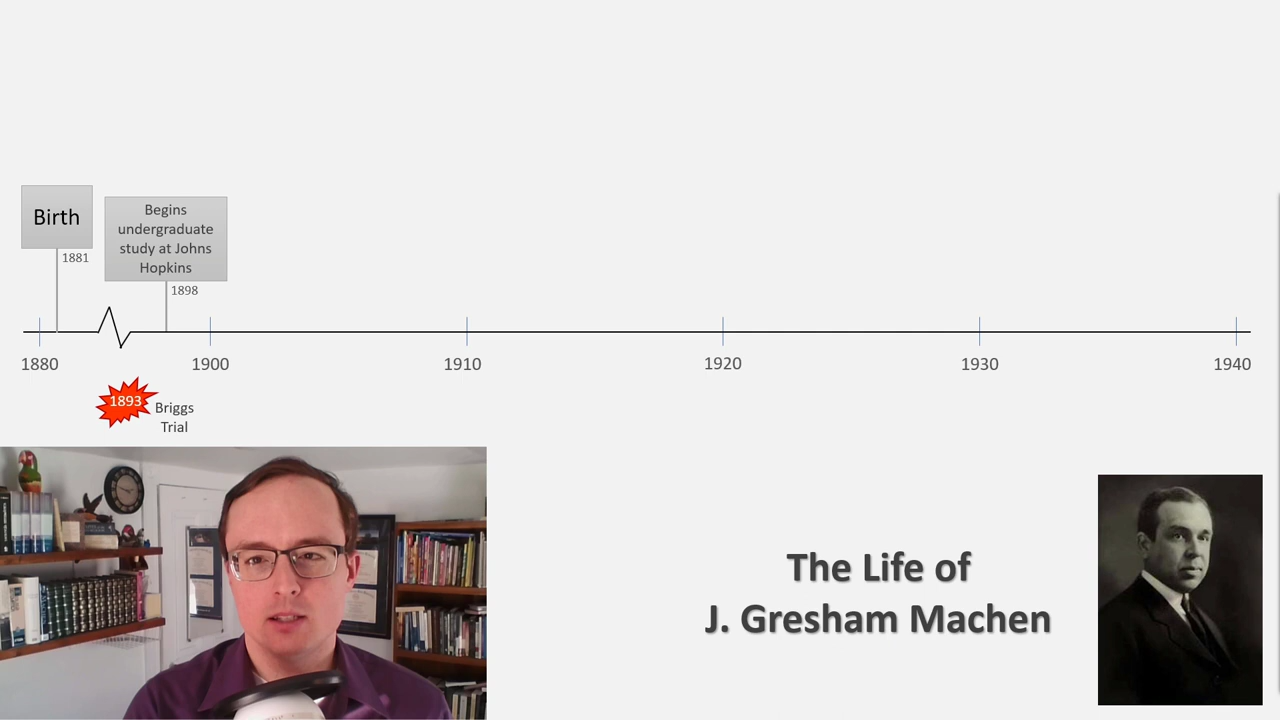 Birth
1881
Begins
undergraduate
study at Johns
Hopkins
1898
1880
1900
1910
1920
1930
1940
1893
Briggs
Trial
The Life of
J. Gresham Machen